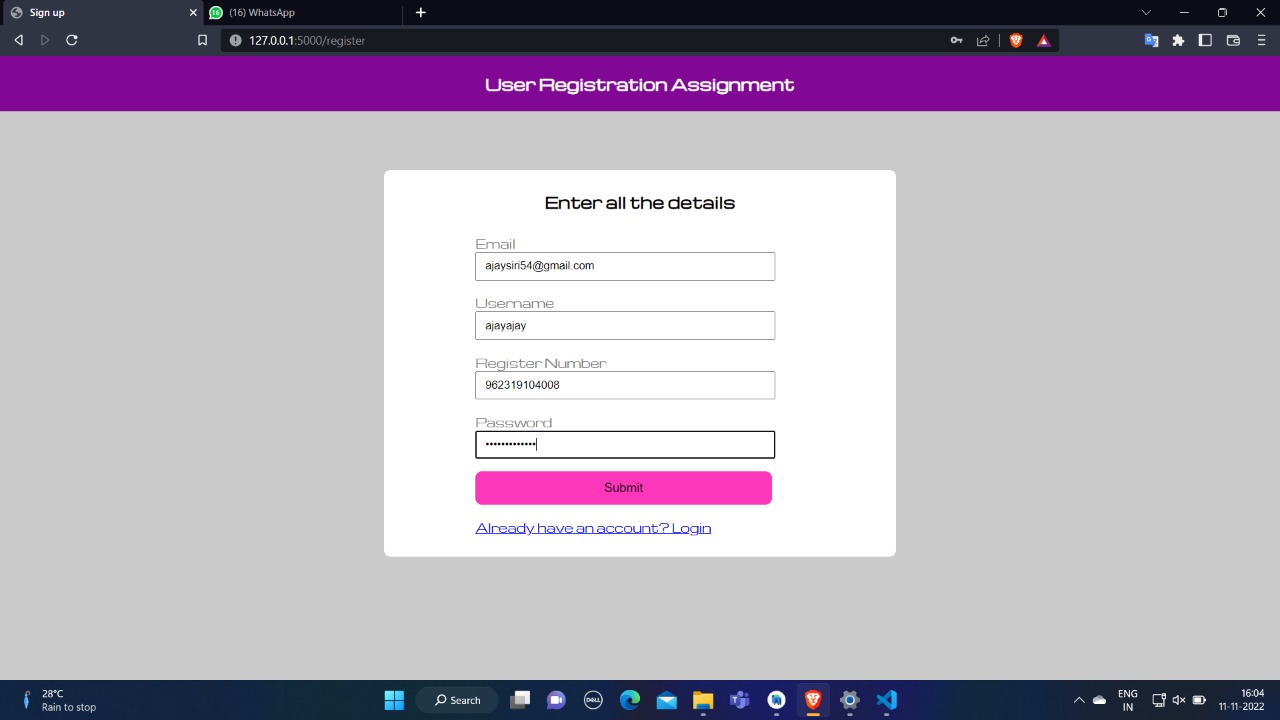 Sign up
16
(16) WhatsApp
127.0.0.1:5000/register
User Registration Assignment
Enter all the details
Email
ajaysiri54@gmail.com
Username
ajayajay
Register Number
962319104008
Password
•••••••••••••
Submit
Already have an account? Login
28°C
Rain to stop
Search
DELL
ENG
IN
16:04
11-11-2022